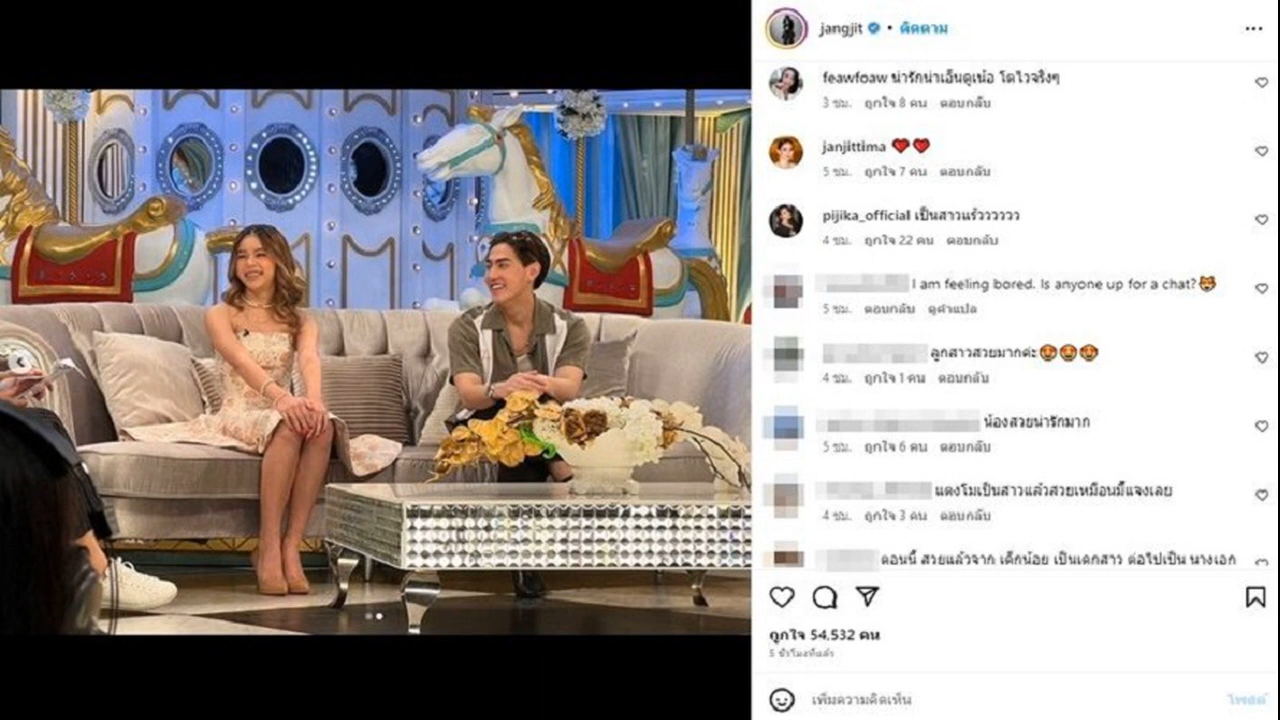 jangjit • ติดตาม
feawfoaw น่ารักน่าเอ็นดูเน้อ โตไวจริงๆ
3 ชม. ถูกใจ 8 คน ตอบกลับ
janjittima ❤️❤️
5 ชม. ถูกใจ 7 คน ตอบกลับ
pijika_official เป็นสาวแร้วววววว
4 ชม. ถูกใจ 22 คน ตอบกลับ
I am feeling bored. Is anyone up for a chat?
5 ชม. ตอบกลับ ดูคำแปล
ลูกสาวสวยมากค่ะ 🥰🥰🥰
4 ชม. ถูกใจ 1 คน ตอบกลับ
น้องสวยน่ารักมาก
5 ชม. ถูกใจ 6 คน ตอบกลับ
แตงโมเป็นสาวแล้วสวยเหมือนมี๊แจงเลย
4 ชม. ถูกใจ 3 คน ตอบกลับ
ตอนนี้ สวยแล้วจาก เด็กน้อย เป็นเดกสาว ต่อไปเป็น นางเอก
ถูกใจ 54,532 คน
5 ชั่วโมงที่แล้ว
เพิ่มความคิดเห็น
โพสต์